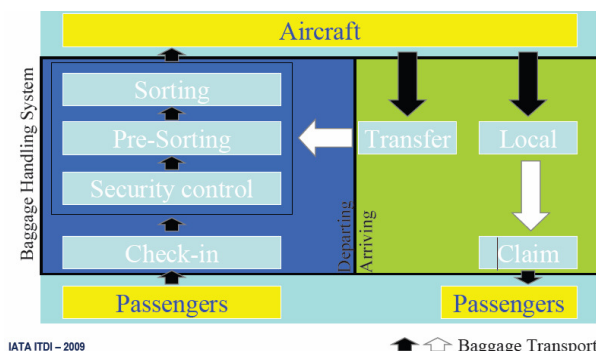 Aircraft
Baggage Handling System
Sorting
Pre-Sorting
Security control
Check-in
Passengers
Departing
Arriving
Transfer
Local
Claim
Passengers
IATA ITDI – 2009
Baggage Transport